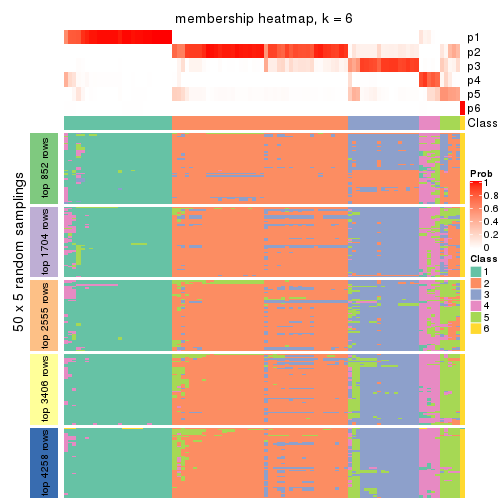 membership heatmap, k = 6
p1
p2
p3
p4
p5
p6
Class
50 x 5 random samplings
top 852 rows
top 1704 rows
top 2555 rows
top 3406 rows
top 4258 rows
Prob
1
0.8
0.6
0.4
0.2
0
Class
1
2
3
4
5
6